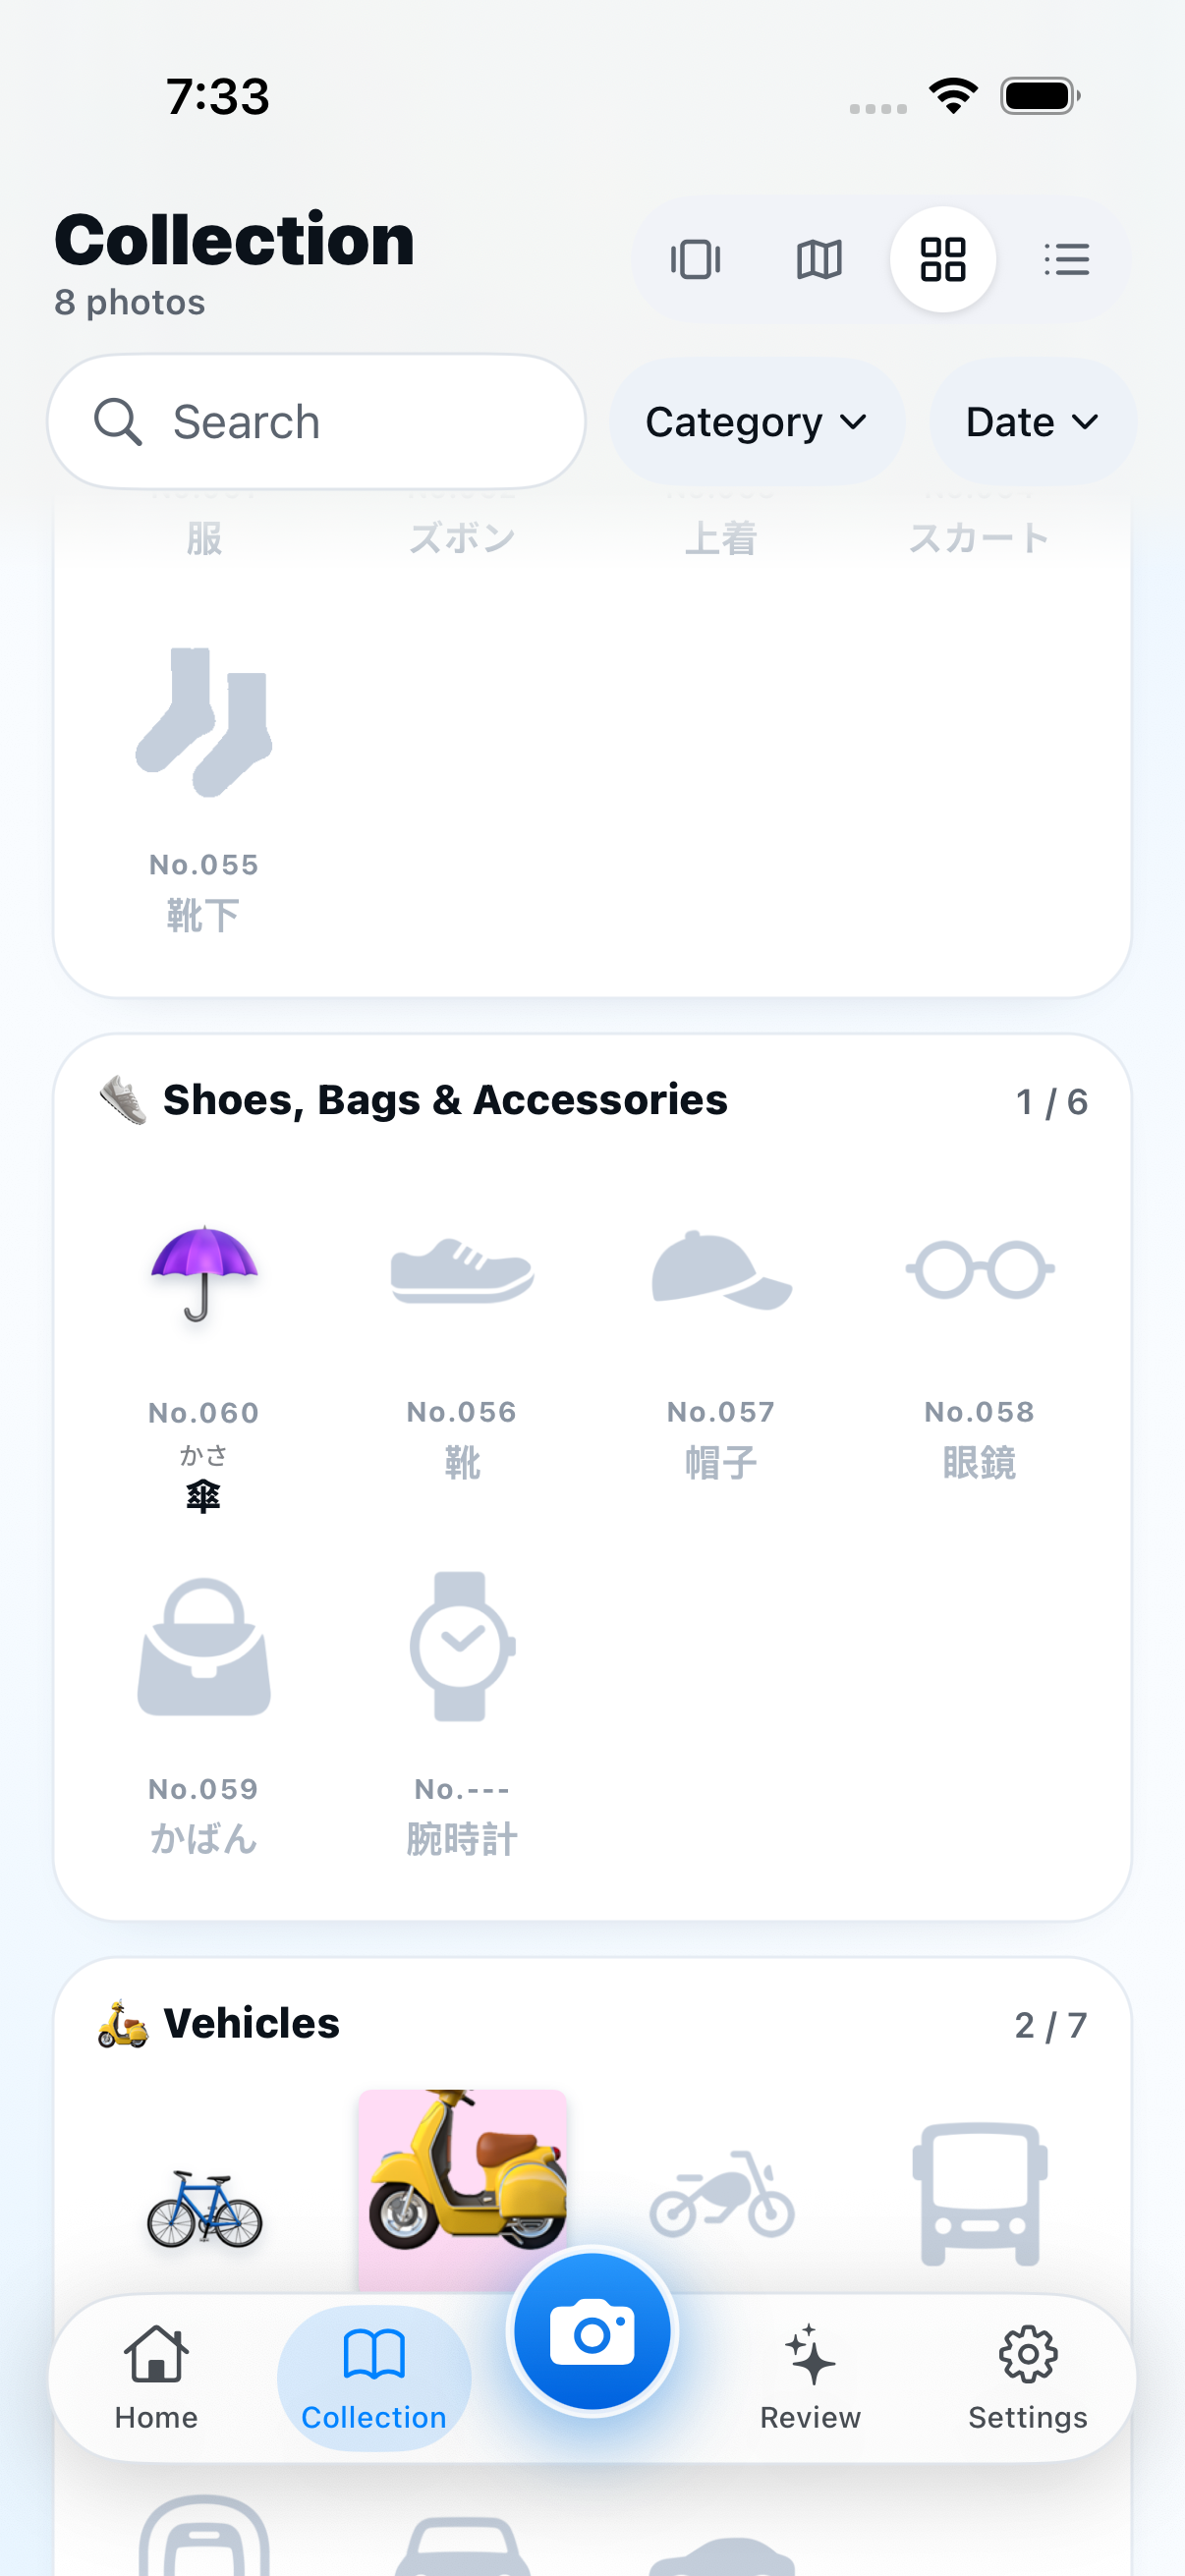 7:33
Collection
8 photos
Search
Category
Date
服 ズボン 上着 スカート
No.055
靴下
Shoes, Bags & Accessories 1 / 6
No.060 No.056 No.057 No.058
かさ
傘 靴 帽子 眼鏡
No.059 No.---
かばん 腕時計
Vehicles 2 / 7
Home Collection Review Settings